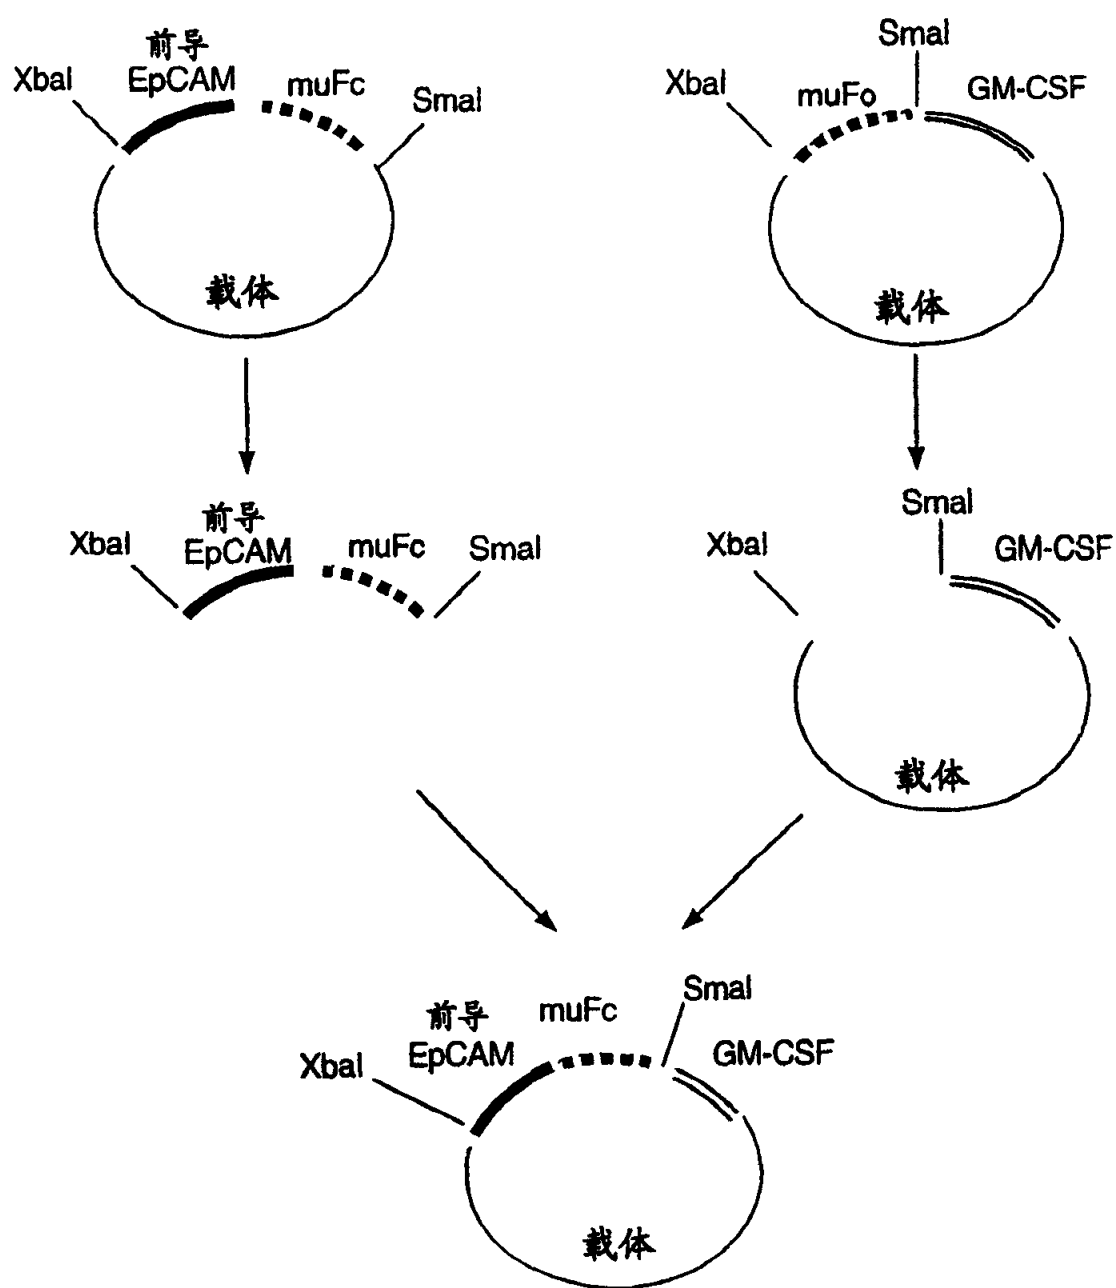 前导
XbaI
EpCAM
muFc
SmaI
载体
SmaI
XbaI
muFo
GM-CSF
载体
前导
XbaI
EpCAM
muFc
SmaI
SmaI
XbaI
GM-CSF
载体
前导
XbaI
EpCAM
muFc
SmaI
GM-CSF
载体